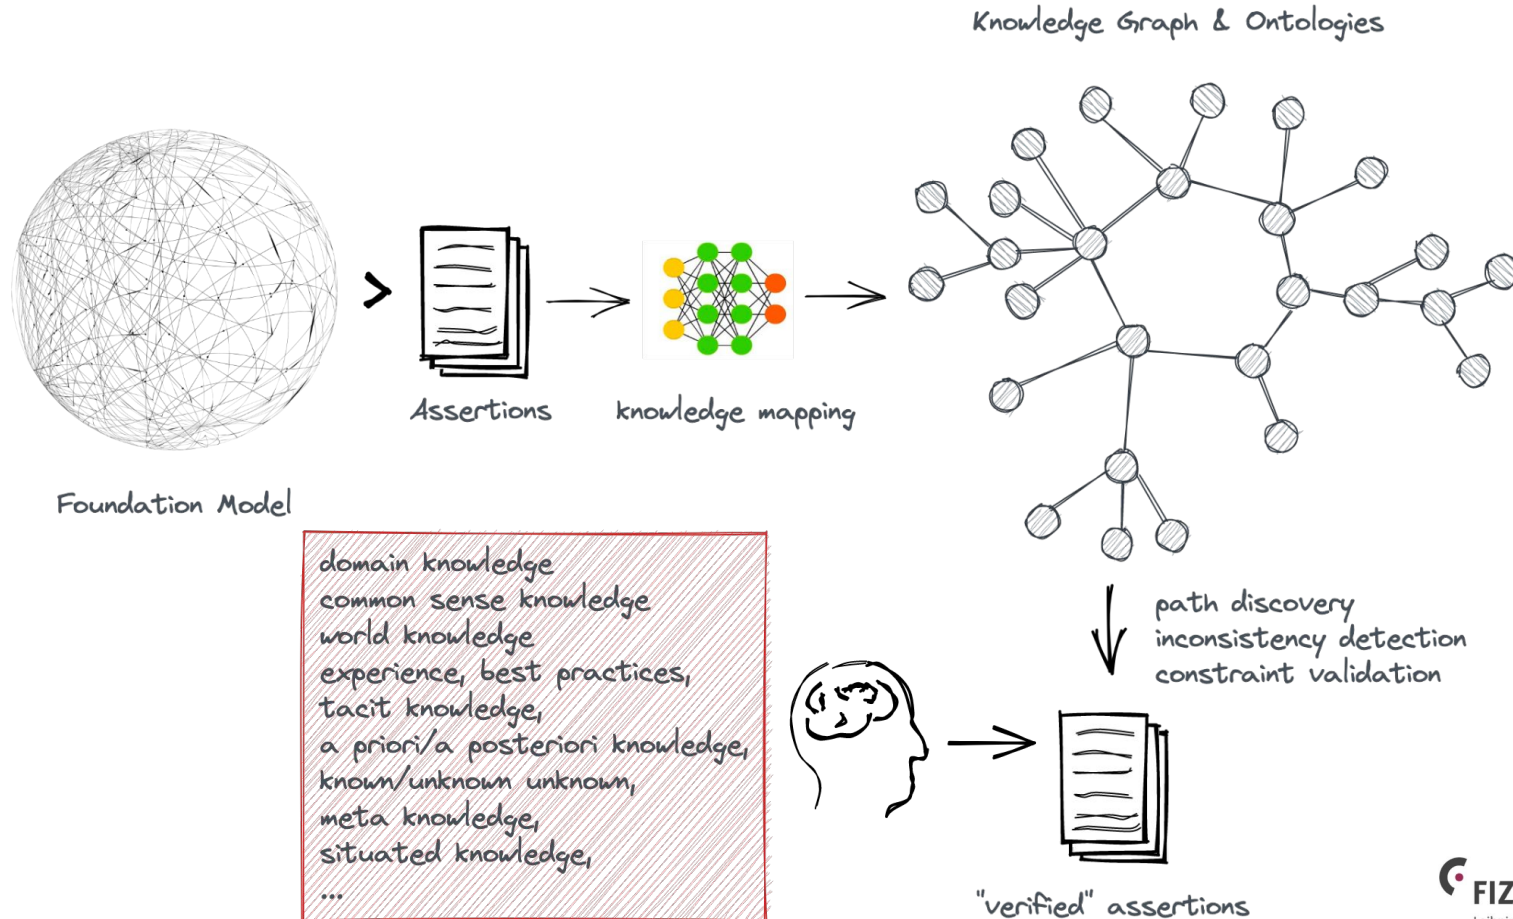 Knowledge Graph & Ontologies
Assertions
knowledge mapping
Foundation Model
domain knowledge
common sense knowledge
world knowledge
experience, best practices,
tacit knowledge,
a priori/a posteriori knowledge,
known/unknown unknown,
meta knowledge,
situated knowledge,
...
path discovery
inconsistency detection
constraint validation
"verified" assertions
FIZ